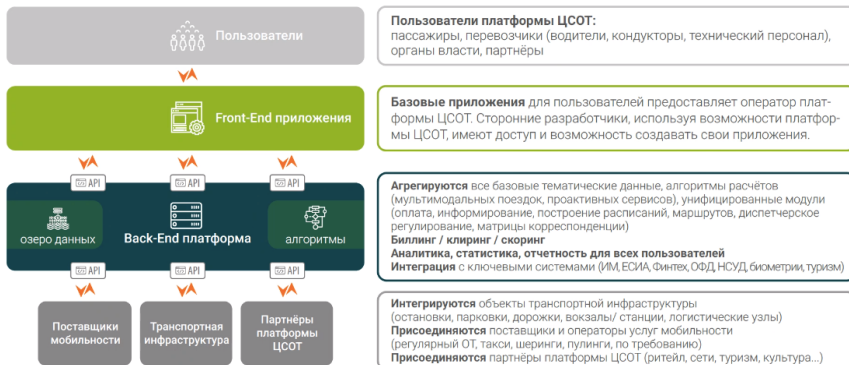 Пользователи
Пользователи платформы ЦСОТ:
пассажиры, перевозчики (водители, кондукторы, технический персонал),
органы власти, партнёры
Front-End приложения
Базовые приложения для пользователей предоставляет оператор плат-
формы ЦСОТ. Сторонние разработчики, используя возможности платфор-
мы ЦСОТ, имеют доступ и возможность создавать свои приложения.
API
API
API
озеро данных
Back-End платформа
алгоритмы
Агрегируются все базовые тематические данные, алгоритмы расчётов
(мультимодальных поездок, проактивных сервисов), унифицированные модули
(оплата, информирование, построение расписаний, маршрутов, диспетчерское
регулирование, матрицы корреспонденции)
Биллинг / клиринг / скоринг
Аналитика, статистика, отчетность для всех пользователей
Интеграция с ключевыми системами (ИМ, ЕСИА, Финтех, ОФД, НСУД, биометрии, туризм)
API
API
API
Поставщики
мобильности
Транспортная
инфраструктура
Партнёры
платформы
ЦСОТ
Интегрируются объекты транспортной инфраструктуры
(остановки, парковки, дорожки, вокзалы/ станции, логистические узлы)
Присоединяются поставщики и операторы услуг мобильности
(регулярный ОТ, такси, шеринги, пулинги, по требованию)
Присоединяются партнёры платформы ЦСОТ (ритейл, сети, туризм, культура...)